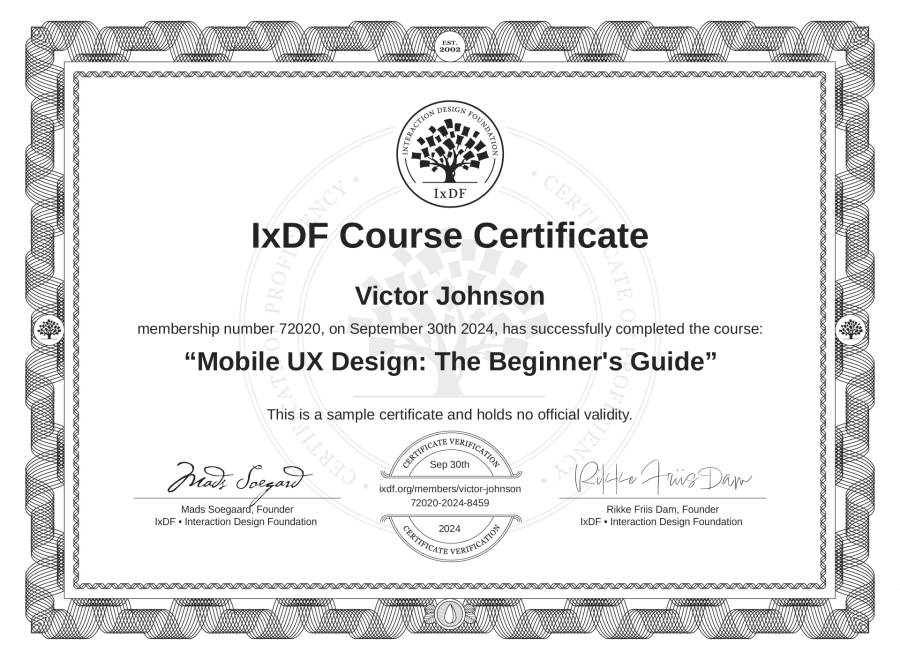 EST.
2002
INTERACTION DESIGN FOUNDATION
IxDF
IxDF Course Certificate
Victor Johnson
membership number 72020, on September 30th 2024, has successfully completed the course:
“Mobile UX Design: The Beginner's Guide”
This is a sample certificate and holds no official validity.
CERTIFICATE VERIFICATION
Sep 30th
ixdf.org/members/victor-johnson
72020-2024-8459
2024
CERTIFICATE VERIFICATION
Mads Soegaard
Mads Soegaard, Founder
IxDF • Interaction Design Foundation
Rikke Friis Dam
Rikke Friis Dam, Founder
IxDF • Interaction Design Foundation
• CERTIFICATE OF PROFICIENCY •
CERTIFICATE OF PROFICIENCY •